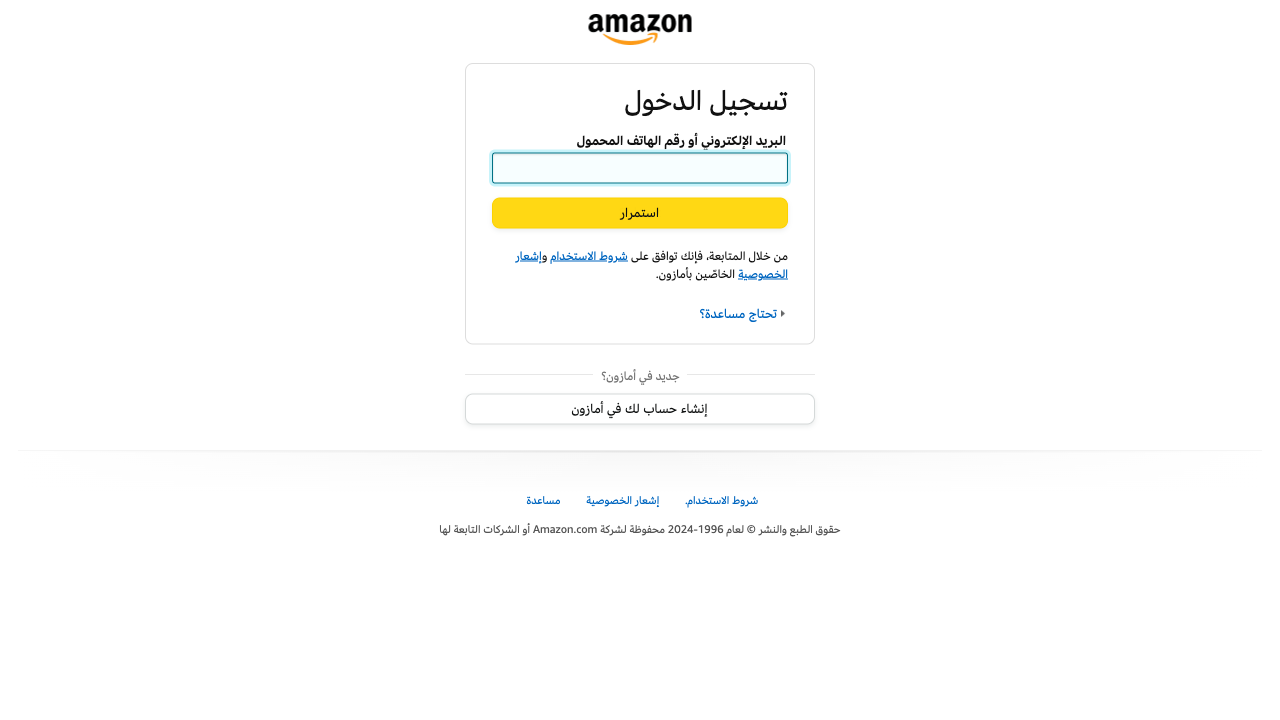 amazon
تسجيل الدخول
البريد الإلكتروني أو رقم الهاتف المحمول
استمرار
من خلال المتابعة، فإنك توافق على شروط الاستخدام وإشعار
الخصوصية الخاصّين بأمازون.
تحتاج مساعدة؟
جديد في أمازون؟
إنشاء حساب لك في أمازون
شروط الاستخدام. إشعار الخصوصية مساعدة
حقوق الطبع والنشر © لعام 1996-2024 محفوظة لشركة Amazon.com أو الشركات التابعة لها